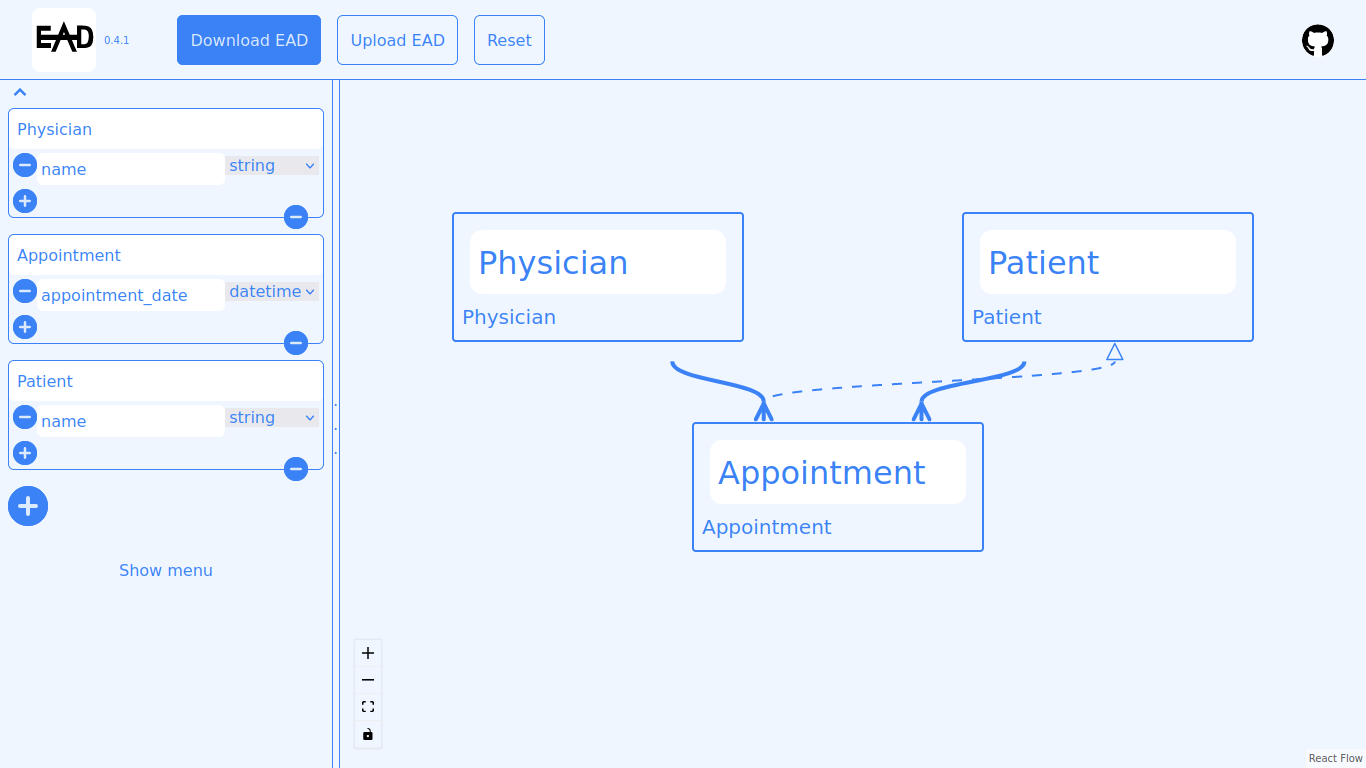 EAD
0.4.1
Download EAD
Upload EAD
Reset
Physician
name
string
Appointment
appointment_date
datetime
Patient
name
string
Show menu
Physician
Physician
Patient
Patient
Appointment
Appointment
React Flow